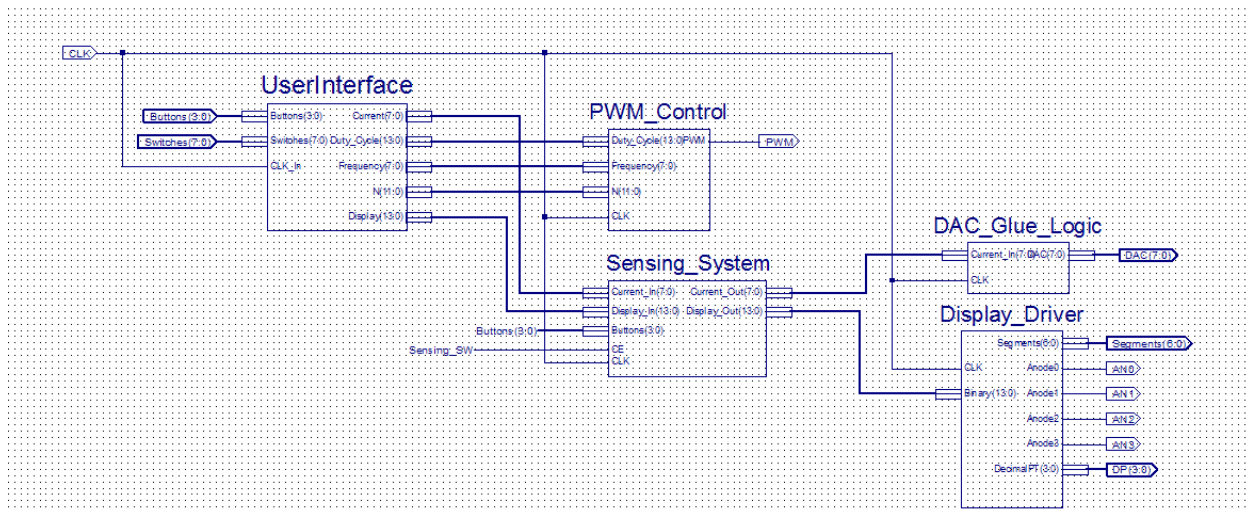 CLK
UserInterface
Buttons(3:0)
Buttons(3:0)
Current(7:0)
Switches(7:0)
Switches(7:0)
Duty_Cycle(13:0)
CLK_In
Frequency(7:0)
N(11:0)
Display(13:0)
PWM_Control
Duty_Cycle(13:0)
PWM
PWM
Frequency(7:0)
N(11:0)
CLK
Sensing_System
Current_In(7:0)
Current_Out(7:0)
Display_In(13:0)
Display_Out(13:0)
Buttons(3:0)
Buttons(3:0)
Sensing_SW
CE
CLK
DAC_Glue_Logic
Current_In(7:0)
DAC(7:0)
DAC(7:0)
CLK
Display_Driver
Segments(6:0)
Segments(6:0)
CLK
Anode0
AN0
Binary(13:0)
Anode1
AN1
Anode2
AN2
Anode3
AN3
DecimalPT(3:0)
DP(3:0)